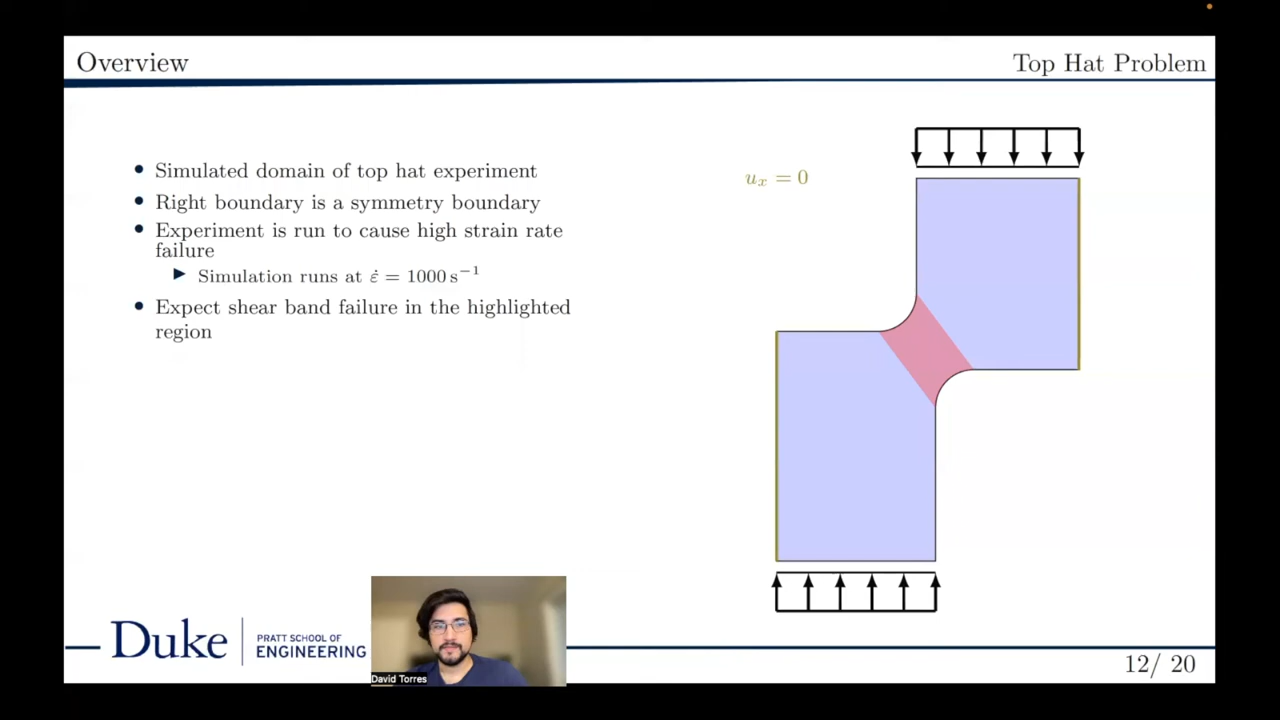 Overview
Top Hat Problem
• Simulated domain of top hat experiment
• Right boundary is a symmetry boundary
• Experiment is run to cause high strain rate
failure
▶ Simulation runs at ε̇ = 1000 s⁻¹
• Expect shear band failure in the highlighted
region
uₓ = 0
Duke
PRATT SCHOOL OF
ENGINEERING
David Torres
12/ 20